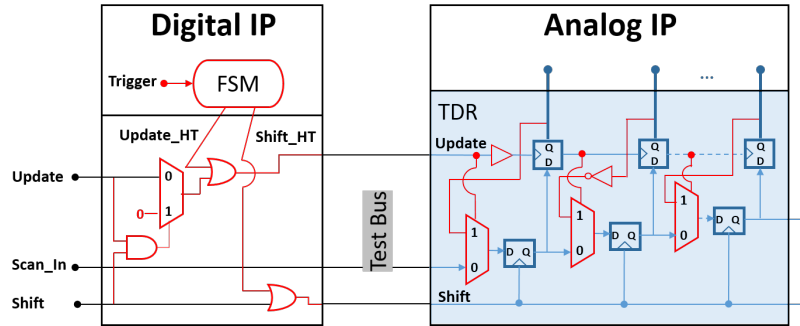 Digital IP
Analog IP
Trigger
FSM
...
TDR
Update_HT
Shift_HT
Update
Update
0
1
0
Q
D
Q
D
Q
D
Test Bus
1
0
D Q
1
0
D Q
1
0
D Q
Scan_In
Shift
Shift